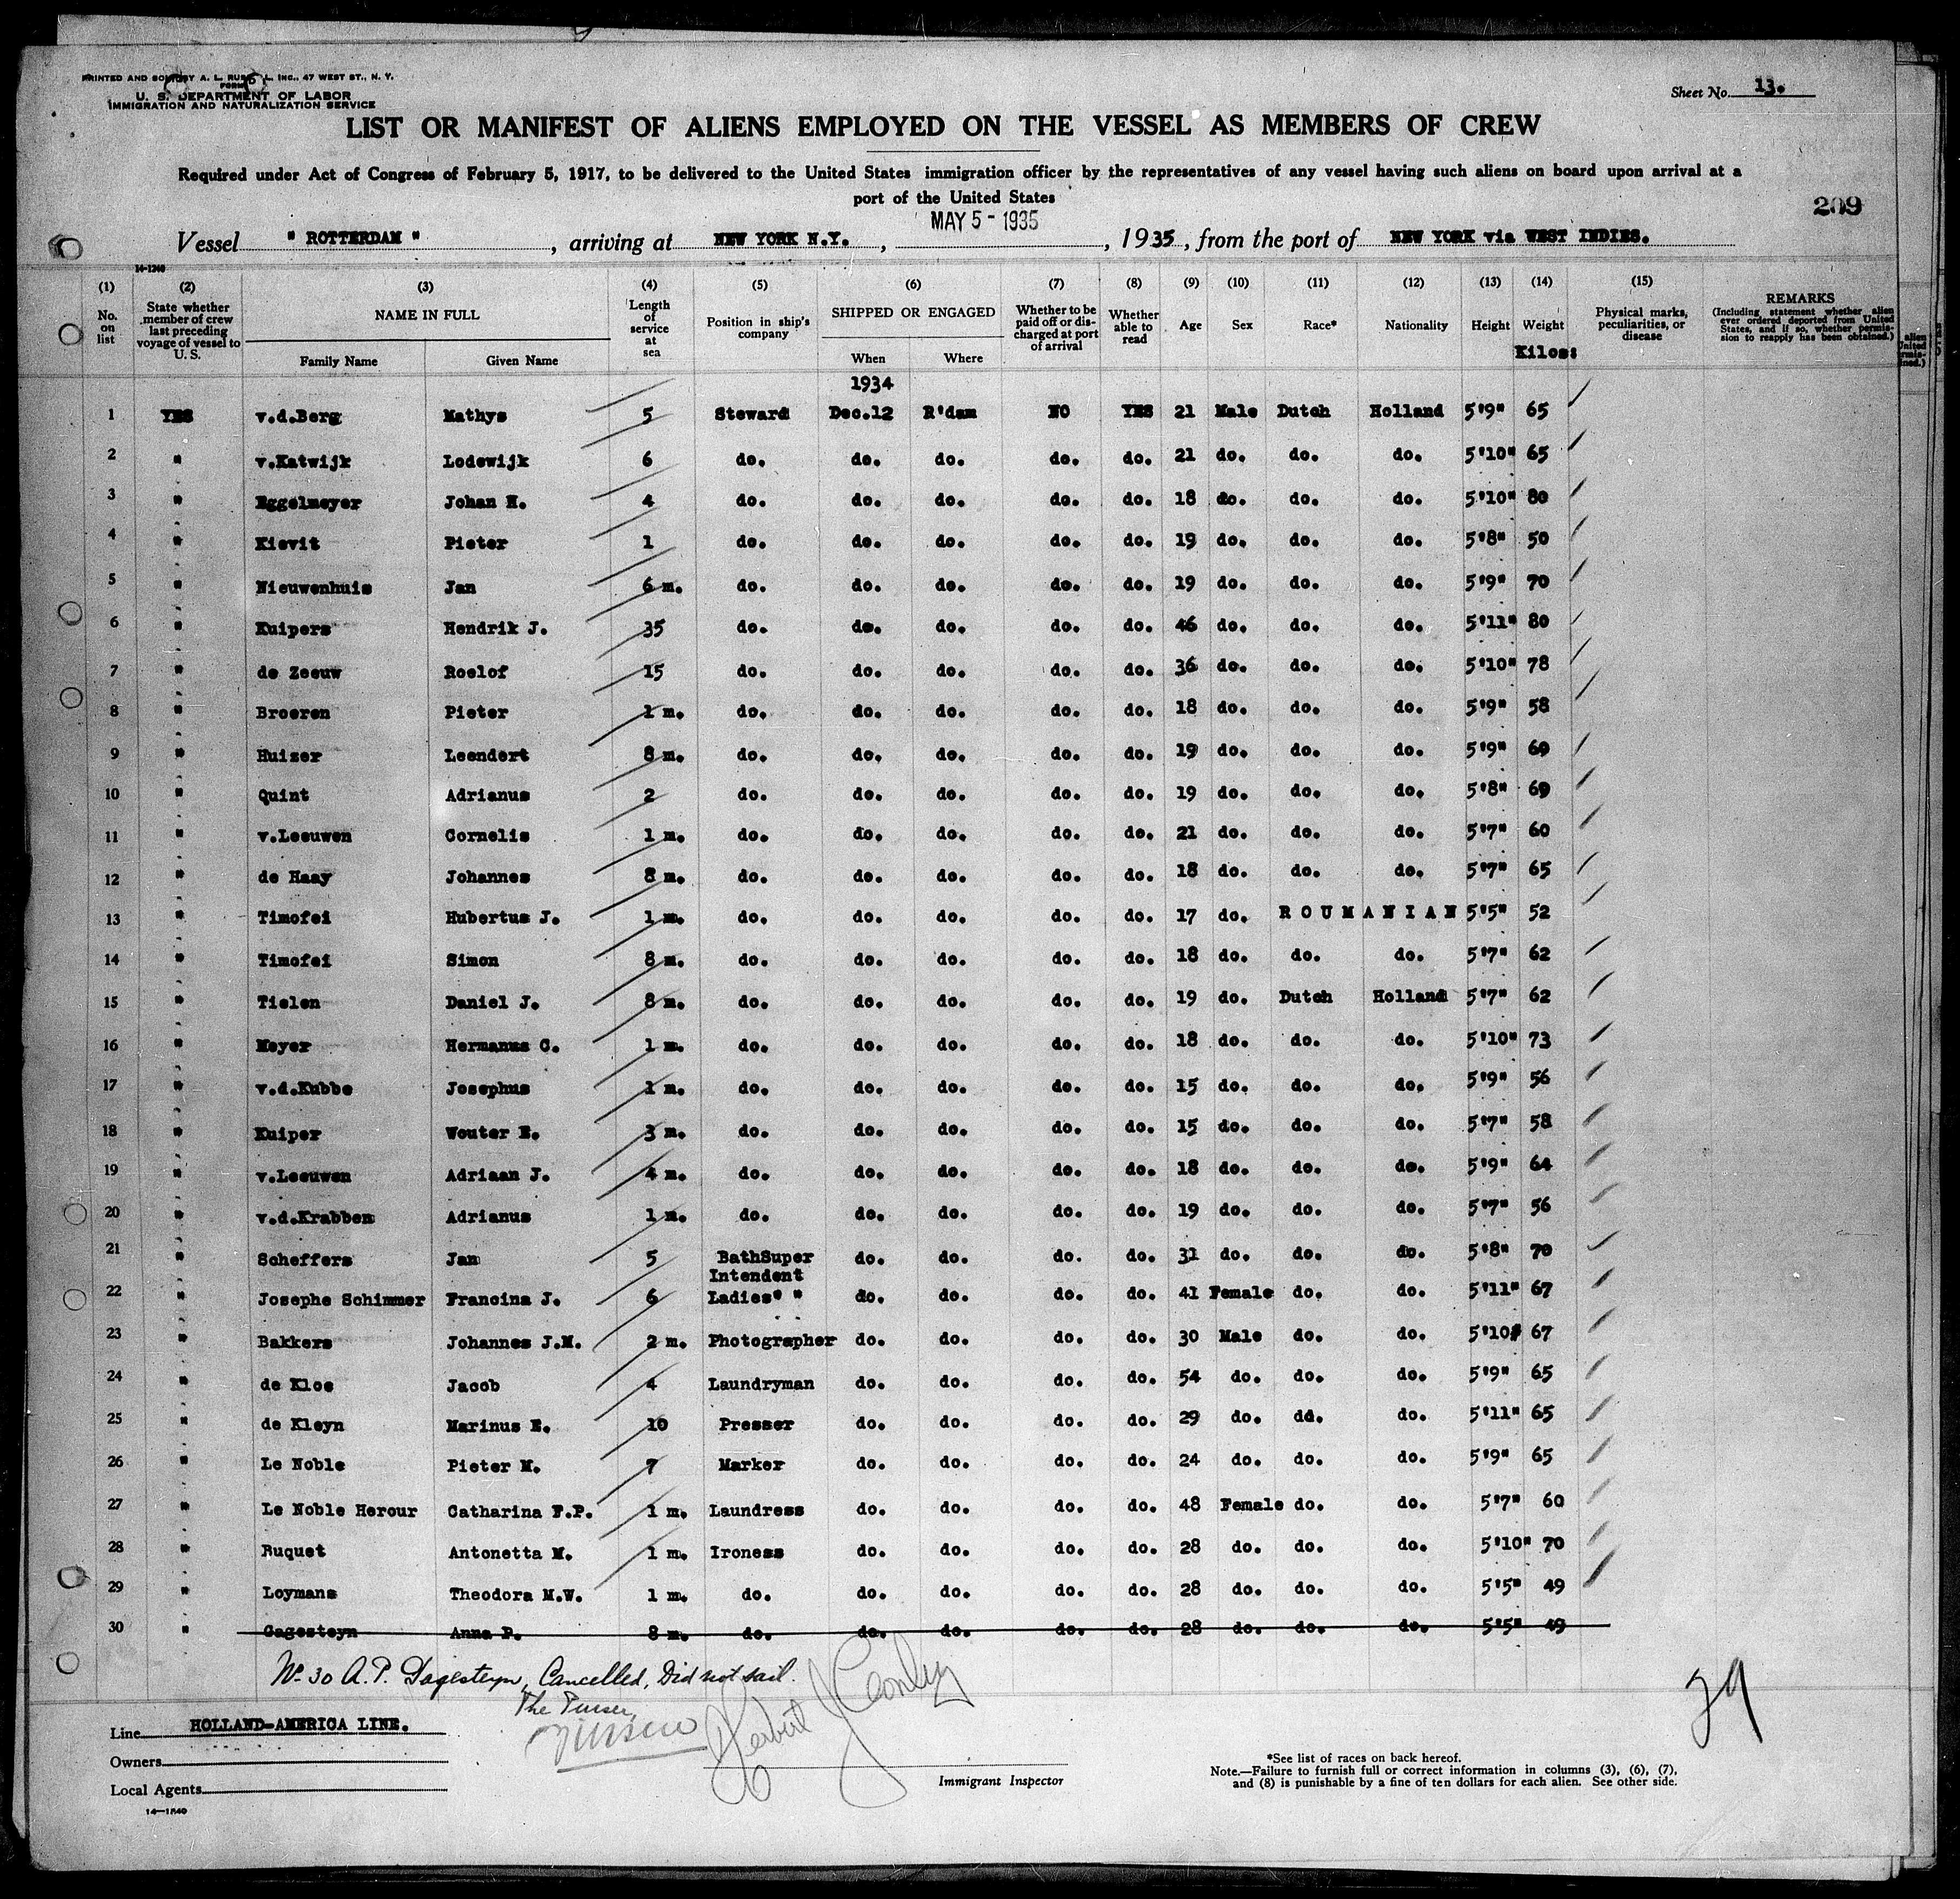 PRINTED AND SOLD BY A. L. RUSSELL, INC., 47 WEST ST., N. Y.
FORM
U. S. DEPARTMENT OF LABOR
IMMIGRATION AND NATURALIZATION SERVICE
Sheet No. 13.
LIST OR MANIFEST OF ALIENS EMPLOYED ON THE VESSEL AS MEMBERS OF CREW
Required under Act of Congress of February 5, 1917, to be delivered to the United States immigration officer by the representatives of any vessel having such aliens on board upon arrival at a
port of the United States
209
MAY 5 - 1935
Vessel " ROTTERDAM ", arriving at NEW YORK N.Y., , 1935, from the port of NEW YORK via WEST INDIES.
14-1240
(1) (2) (3) (4) (5) (6) (7) (8) (9) (10) (11) (12) (13) (14) (15)
No. on list State whether member of crew last preceding voyage of vessel to U. S. NAME IN FULL Family Name Given Name Length of service at sea Position in ship's company SHIPPED OR ENGAGED When Where Whether to be paid off or discharged at port of arrival Whether able to read Age Sex Race* Nationality Height Weight Kilos: Physical marks, peculiarities, or disease REMARKS (Including statement whether alien ever ordered deported from United States, and if so, whether permission to reapply has been obtained.)
1934
1 YES v.d.Berg Mathys 5 Steward Dec.12 R'dam NO YES 21 Male Dutch Holland 5'9" 65
2 " v.Katwijk Lodewijk 6 do. do. do. do. do. 21 do. do. do. 5'10" 65
3 " Eggelmeyer Johan H. 4 do. do. do. do. do. 18 do. do. do. 5'10" 80
4 " Kievit Pieter 1 do. do. do. do. do. 19 do. do. do. 5'8" 50
5 " Nieuwenhuis Jan 6 m. do. do. do. do. do. 19 do. do. do. 5'9" 70
6 " Kuipers Hendrik J. 35 do. do. do. do. do. 46 do. do. do. 5'11" 80
7 " de Zeeuw Roelof 15 do. do. do. do. do. 36 do. do. do. 5'10" 78
8 " Broeren Pieter 1 m. do. do. do. do. do. 18 do. do. do. 5'9" 58
9 " Huizer Leendert 8 m. do. do. do. do. do. 19 do. do. do. 5'9" 60
10 " Quint Adrianus 2 do. do. do. do. do. 19 do. do. do. 5'8" 69
11 " v.Leeuwen Cornelis 1 m. do. do. do. do. do. 21 do. do. do. 5'7" 60
12 " de Haay Johannes 8 m. do. do. do. do. do. 18 do. do. do. 5'7" 65
13 " Timofei Hubertus J. 1 m. do. do. do. do. do. 17 do. ROUMANIAN 5'5" 52
14 " Timofei Simon 8 m. do. do. do. do. do. 18 do. do. do. 5'7" 62
15 " Tielen Daniel J. 8 m. do. do. do. do. do. 19 do. Dutch Holland 5'7" 62
16 " Meyer Hermanus C. 1 m. do. do. do. do. do. 18 do. do. do. 5'10" 73
17 " v.d.Kubbe Josephus 1 m. do. do. do. do. do. 15 do. do. do. 5'9" 56
18 " Kuiper Wouter E. 3 m. do. do. do. do. do. 15 do. do. do. 5'7" 58
19 " v.Leeuwen Adriaan J. 4 m. do. do. do. do. do. 18 do. do. do. 5'9" 64
20 " v.d.Krabben Adrianus 1 m. do. do. do. do. do. 19 do. do. do. 5'7" 56
21 " Scheffers Jan 5 BathSuper Intendent do. do. do. do. 31 do. do. do. 5'8" 70
22 " Josephe Schimmer Francina J. 6 Ladies' " do. do. do. do. 41 Female do. do. 5'11" 67
23 " Bakkers Johannes J.M. 2 m. Photographer do. do. do. do. 30 Male do. do. 5'10" 67
24 " de Kloe Jacob 4 Laundryman do. do. do. do. 54 do. do. do. 5'9" 65
25 " de Kleyn Marinus E. 10 Presser do. do. do. do. 29 do. dd. do. 5'11" 65
26 " Le Noble Pieter M. 7 Marker do. do. do. do. 24 do. do. do. 5'9" 65
27 " Le Noble Herour Catharina F.P. 1 m. Laundress do. do. do. do. 48 Female do. do. 5'7" 60
28 " Ruquet Antonetta M. 1 m. Ironess do. do. do. do. 28 do. do. do. 5'10" 70
29 " Loymans Theodora M.W. 1 m. do. do. do. do. do. 28 do. do. do. 5'5" 49
30 " Gagesteyn Anna P. 8 m. do. do. do. do. do. 28 do. do. do. 5'5" 49
No 30 A.P. Dagesteyn, Cancelled, Did not sail.
The Purser,
29
Line HOLLAND-AMERICA LINE.
Owners
Local Agents
14-1240
Immigrant Inspector
*See list of races on back hereof.
Note.—Failure to furnish full or correct information in columns (3), (6), (7),
and (8) is punishable by a fine of ten dollars for each alien. See other side.